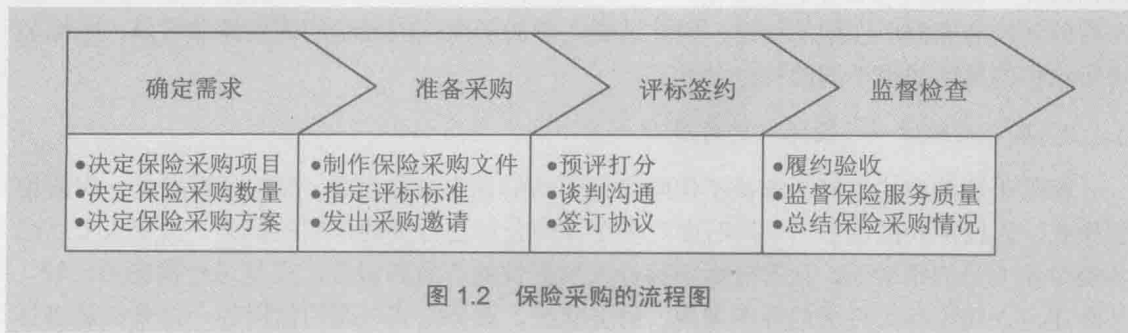 确定需求
准备采购
评标签约
监督检查
•决定保险采购项目
•决定保险采购数量
•决定保险采购方案
•制作保险采购文件
•指定评标标准
•发出采购邀请
•预评打分
•谈判沟通
•签订协议
•履约验收
•监督保险服务质量
•总结保险采购情况
图 1.2 保险采购的流程图